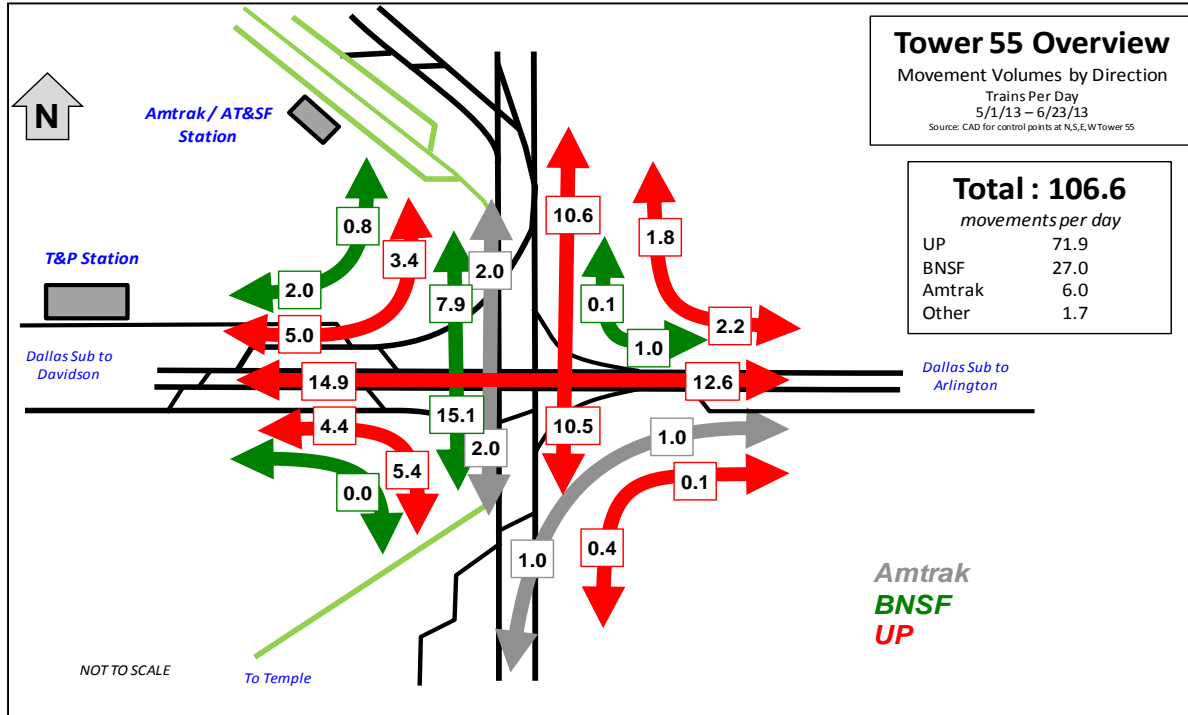 Tower 55 Overview
Movement Volumes by Direction
Trains Per Day
5/1/13 – 6/23/13
Source: CAD for control points at N,S,E,W Tower 55
N
Amtrak / AT&SF
Station
Total : 106.6
movements per day
UP 71.9
BNSF 27.0
Amtrak 6.0
Other 1.7
10.6
0.8
1.8
3.4
T&P Station
2.0
2.0
7.9
0.1
5.0
1.0
2.2
Dallas Sub to
Davidson
14.9
12.6
Dallas Sub to
Arlington
4.4
15.1
10.5
2.0
1.0
5.4
0.0
0.1
0.4
1.0
Amtrak
BNSF
UP
NOT TO SCALE
To Temple